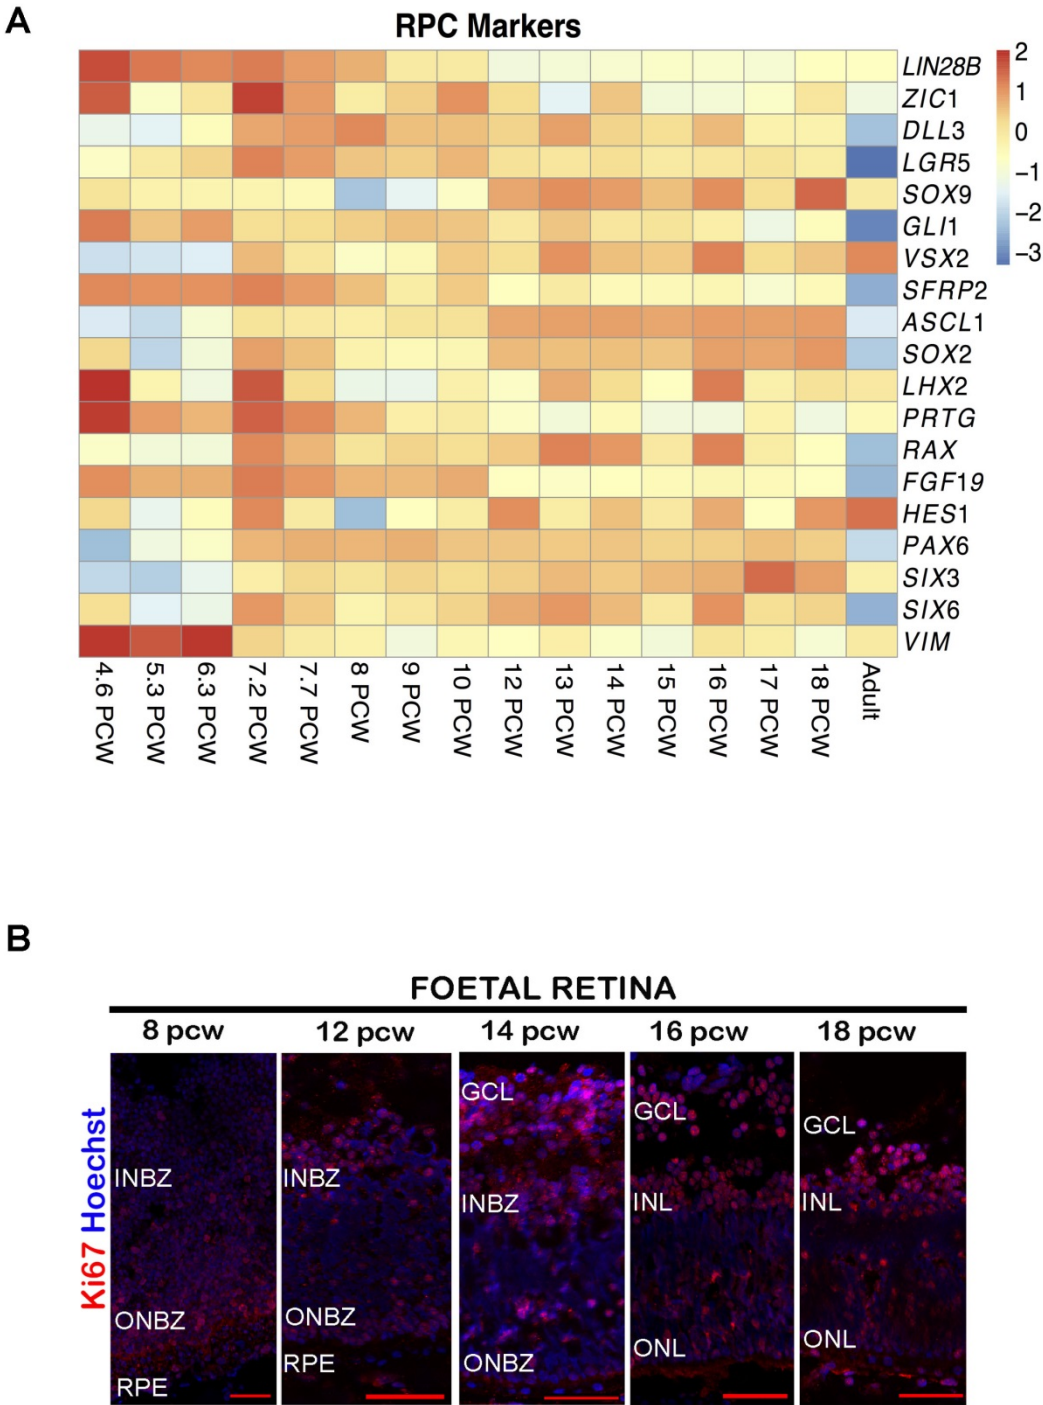 A
RPC Markers
LIN28B
ZIC1
DLL3
LGR5
SOX9
GLI1
VSX2
SFRP2
ASCL1
SOX2
LHX2
PRTG
RAX
FGF19
HES1
PAX6
SIX3
SIX6
VIM
2
1
0
−1
−2
−3
4.6 PCW
5.3 PCW
6.3 PCW
7.2 PCW
7.7 PCW
8 PCW
9 PCW
10 PCW
12 PCW
13 PCW
14 PCW
15 PCW
16 PCW
17 PCW
18 PCW
Adult
B
FOETAL RETINA
8 pcw 12 pcw 14 pcw 16 pcw 18 pcw
Ki67 Hoechst
INBZ
ONBZ
RPE
INBZ
ONBZ
RPE
GCL
INBZ
ONBZ
GCL
INL
ONL
GCL
INL
ONL